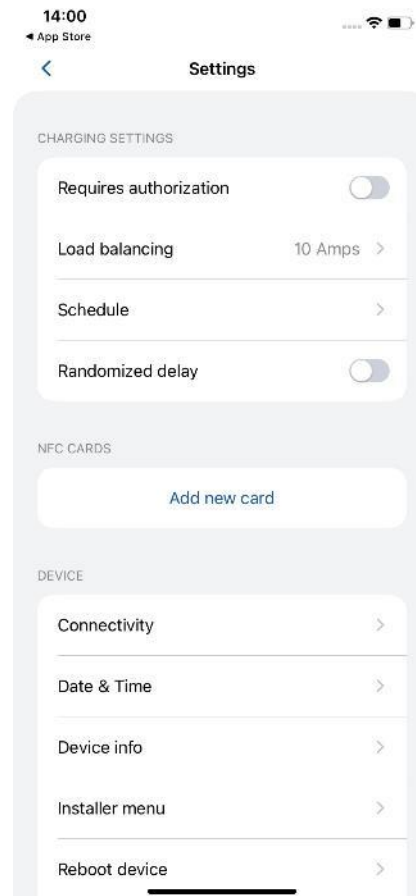 14:00
App Store
Settings
CHARGING SETTINGS
Requires authorization
Load balancing 10 Amps
Schedule
Randomized delay
NFC CARDS
Add new card
DEVICE
Connectivity
Date & Time
Device info
Installer menu
Reboot device